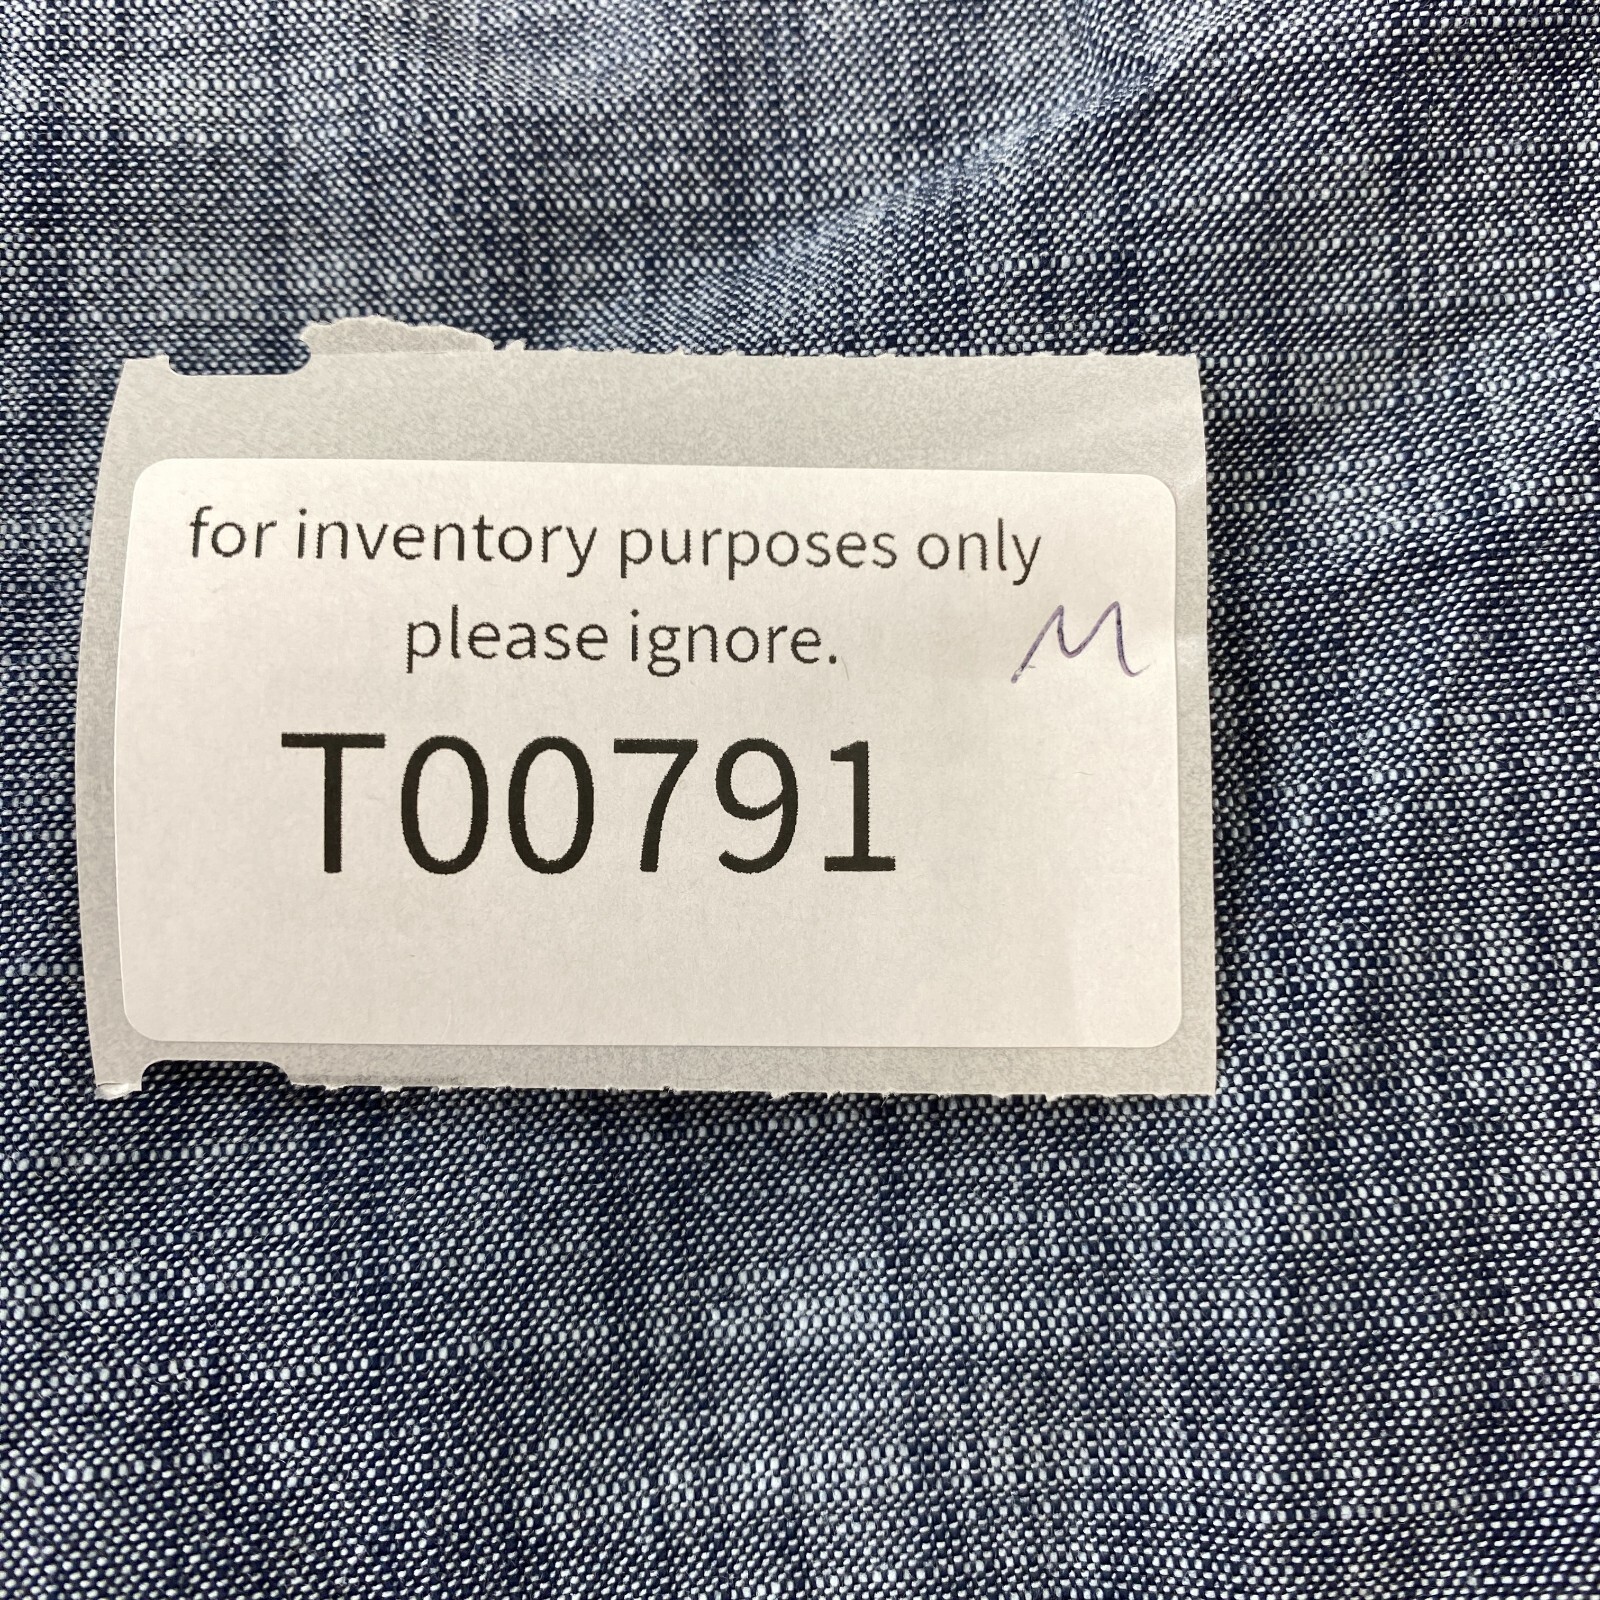 for inventory purposes only
please ignore.
M
T00791